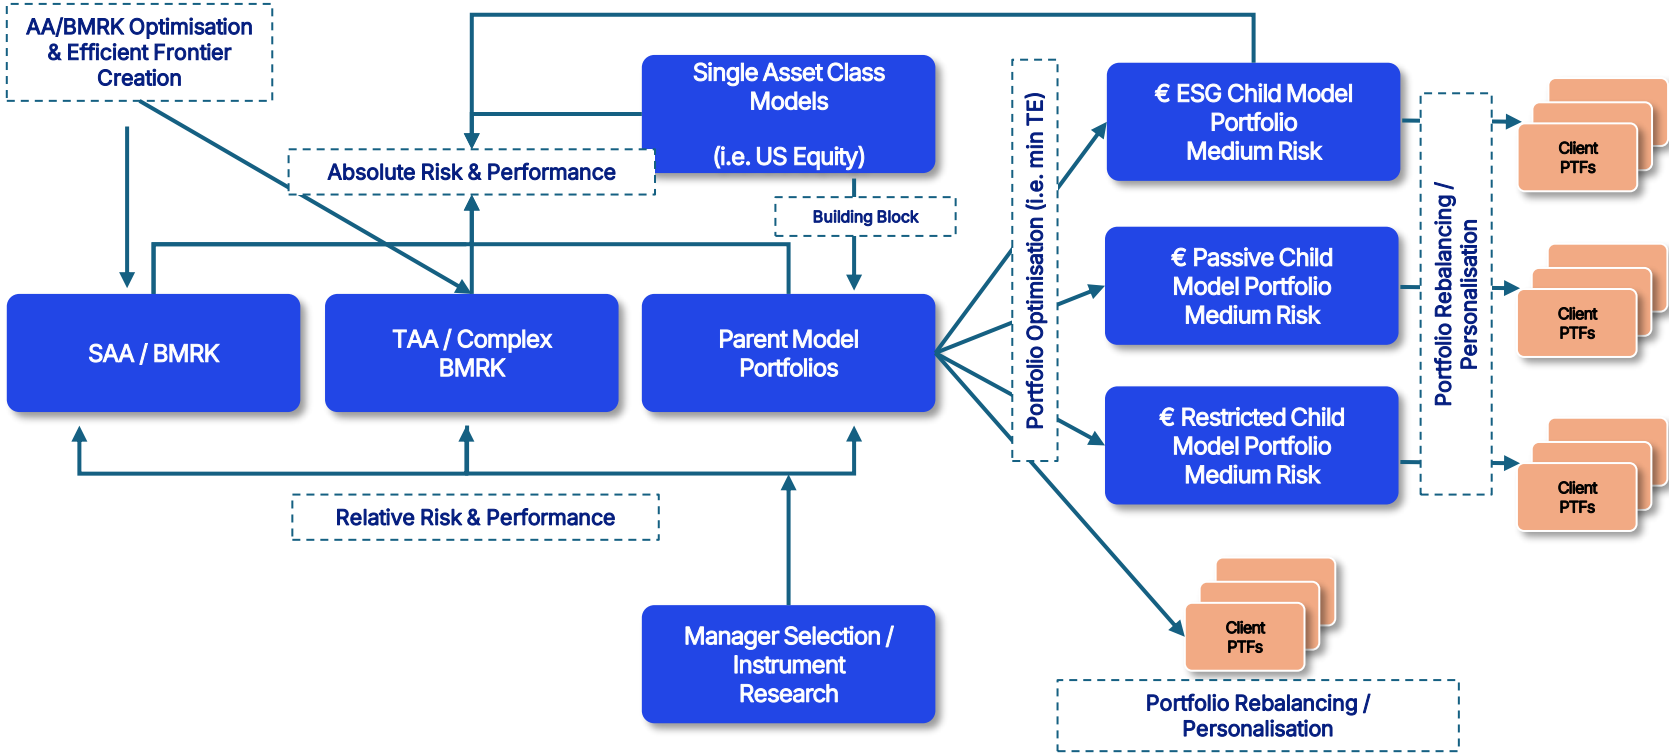 AA/BMRK Optimisation
& Efficient Frontier
Creation
Single Asset Class
Models
(i.e. US Equity)
Absolute Risk & Performance
Building Block
SAA / BMRK
TAA / Complex
BMRK
Parent Model
Portfolios
Relative Risk & Performance
Manager Selection /
Instrument
Research
Portfolio Optimisation (i.e. min TE)
€ ESG Child Model
Portfolio
Medium Risk
€ Passive Child
Model Portfolio
Medium Risk
€ Restricted Child
Model Portfolio
Medium Risk
Portfolio Rebalancing /
Personalisation
Client
PTFs
Client
PTFs
Client
PTFs
Client
PTFs
Portfolio Rebalancing /
Personalisation